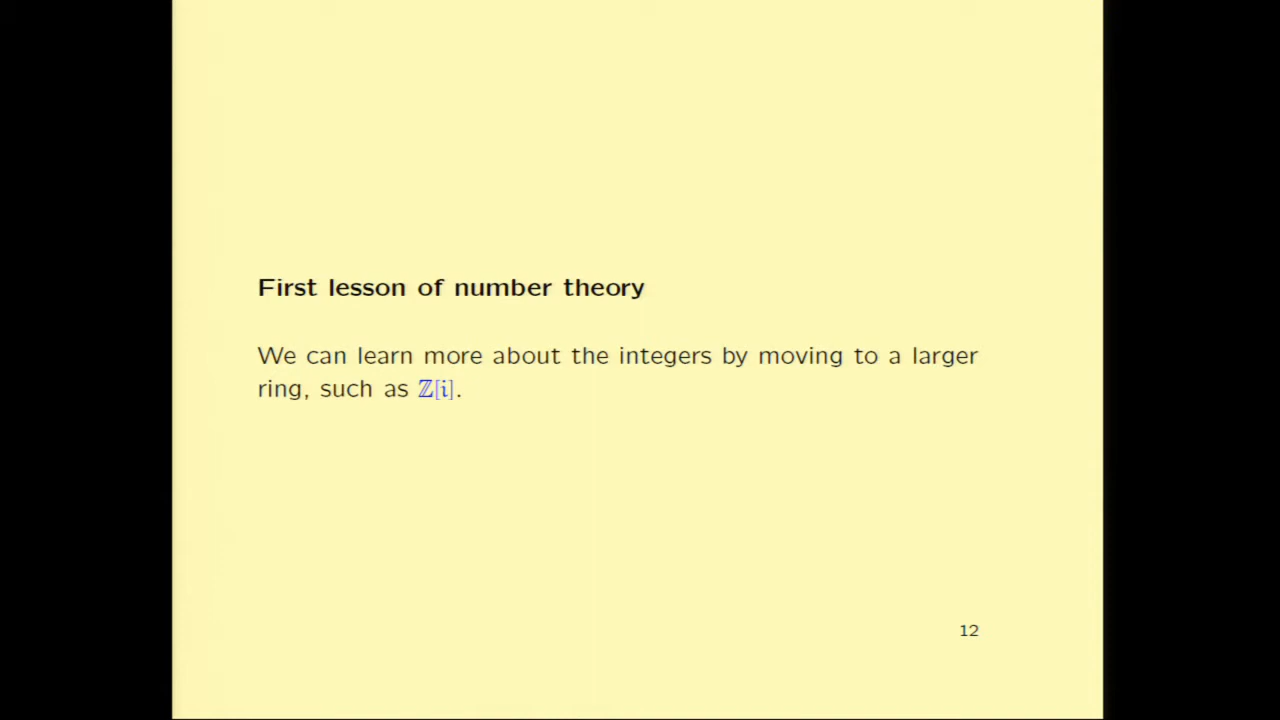 First lesson of number theory
We can learn more about the integers by moving to a larger
ring, such as ℤ[i].
12